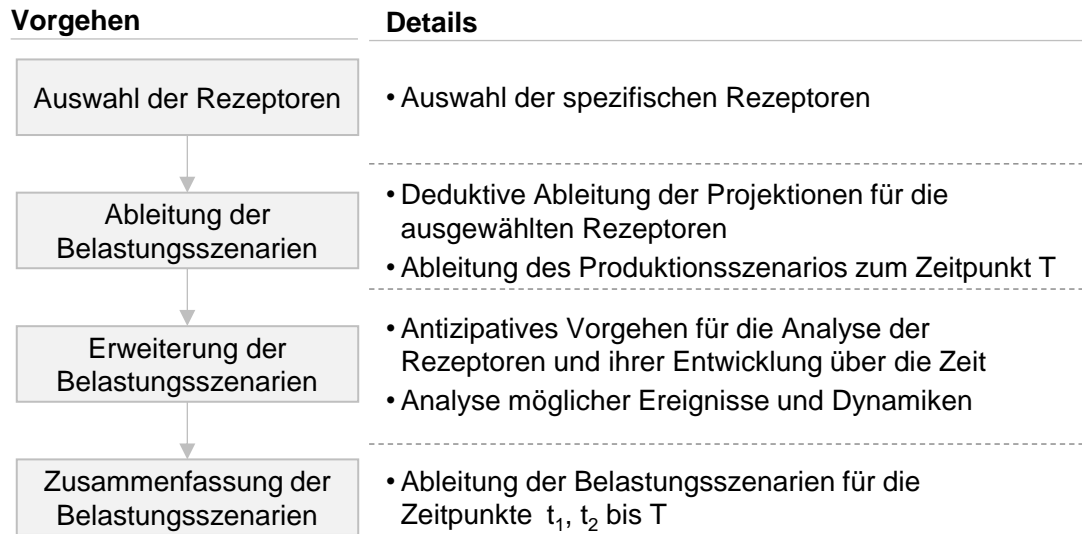 Vorgehen
Details
Auswahl der Rezeptoren
• Auswahl der spezifischen Rezeptoren
Ableitung der
Belastungsszenarien
• Deduktive Ableitung der Projektionen für die
ausgewählten Rezeptoren
• Ableitung des Produktionsszenarios zum Zeitpunkt T
Erweiterung der
Belastungsszenarien
• Antizipatives Vorgehen für die Analyse der
Rezeptoren und ihrer Entwicklung über die Zeit
• Analyse möglicher Ereignisse und Dynamiken
Zusammenfassung der
Belastungsszenarien
• Ableitung der Belastungsszenarien für die
Zeitpunkte t₁, t₂ bis T